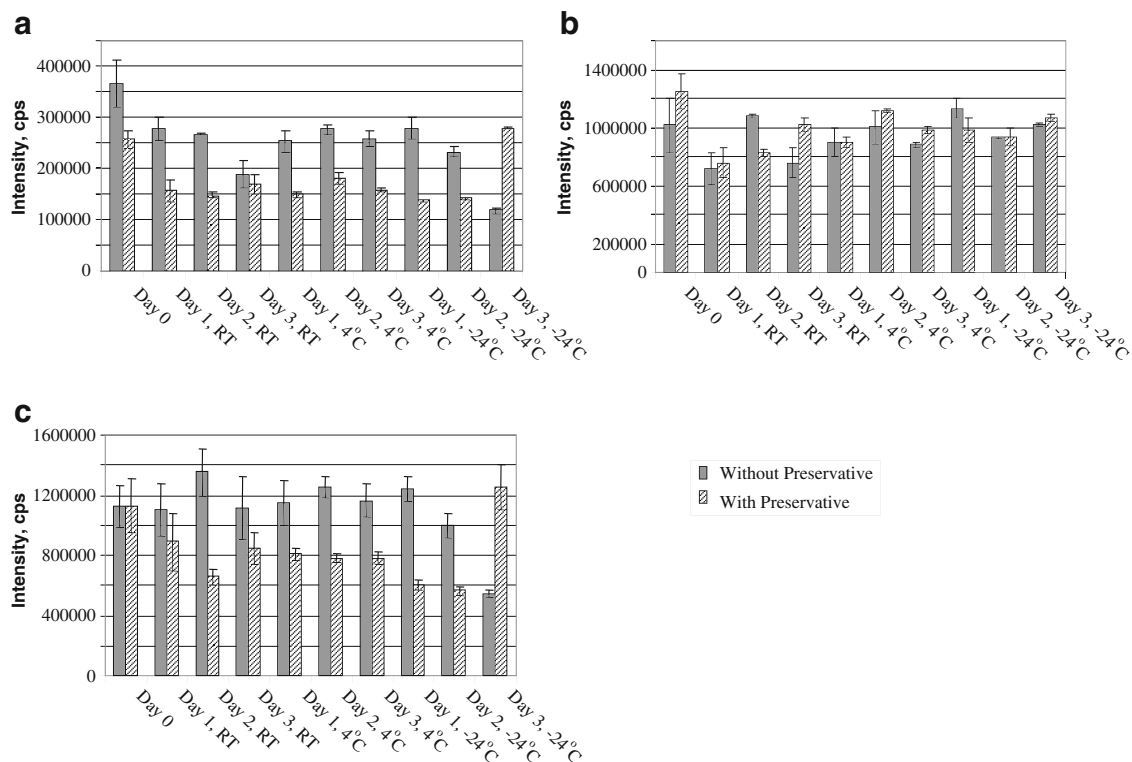 a
Intensity, cps
400000
300000
200000
100000
0
Day 0
Day 1, RT
Day 2, RT
Day 3, RT
Day 1, 4°C
Day 2, 4°C
Day 3, 4°C
Day 1, -24°C
Day 2, -24°C
Day 3, -24°C
b
Intensity, cps
1400000
1000000
600000
200000
0
Day 0
Day 1, RT
Day 2, RT
Day 3, RT
Day 1, 4°C
Day 2, 4°C
Day 3, 4°C
Day 1, -24°C
Day 2, -24°C
Day 3, -24°C
c
Intensity, cps
1600000
1200000
800000
400000
0
Day 0
Day 1, RT
Day 2, RT
Day 3, RT
Day 1, 4°C
Day 2, 4°C
Day 3, 4°C
Day 1, -24°C
Day 2, -24°C
Day 3, -24°C
Without Preservative
With Preservative